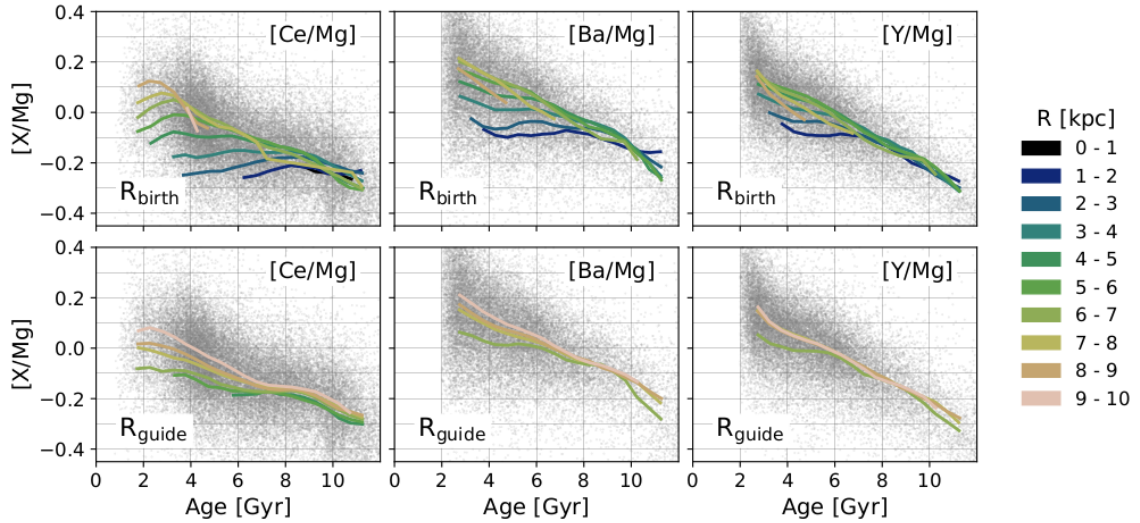 0.4 [Ce/Mg] [Ba/Mg] [Y/Mg]
0.2
[X/Mg] 0.0
−0.2
−0.4 R_birth R_birth R_birth
0.4 [Ce/Mg] [Ba/Mg] [Y/Mg]
0.2
[X/Mg] 0.0
−0.2
−0.4 R_guide R_guide R_guide
0 2 4 6 8 10 0 2 4 6 8 10 0 2 4 6 8 10
Age [Gyr] Age [Gyr] Age [Gyr]
R [kpc]
0 - 1
1 - 2
2 - 3
3 - 4
4 - 5
5 - 6
6 - 7
7 - 8
8 - 9
9 - 10